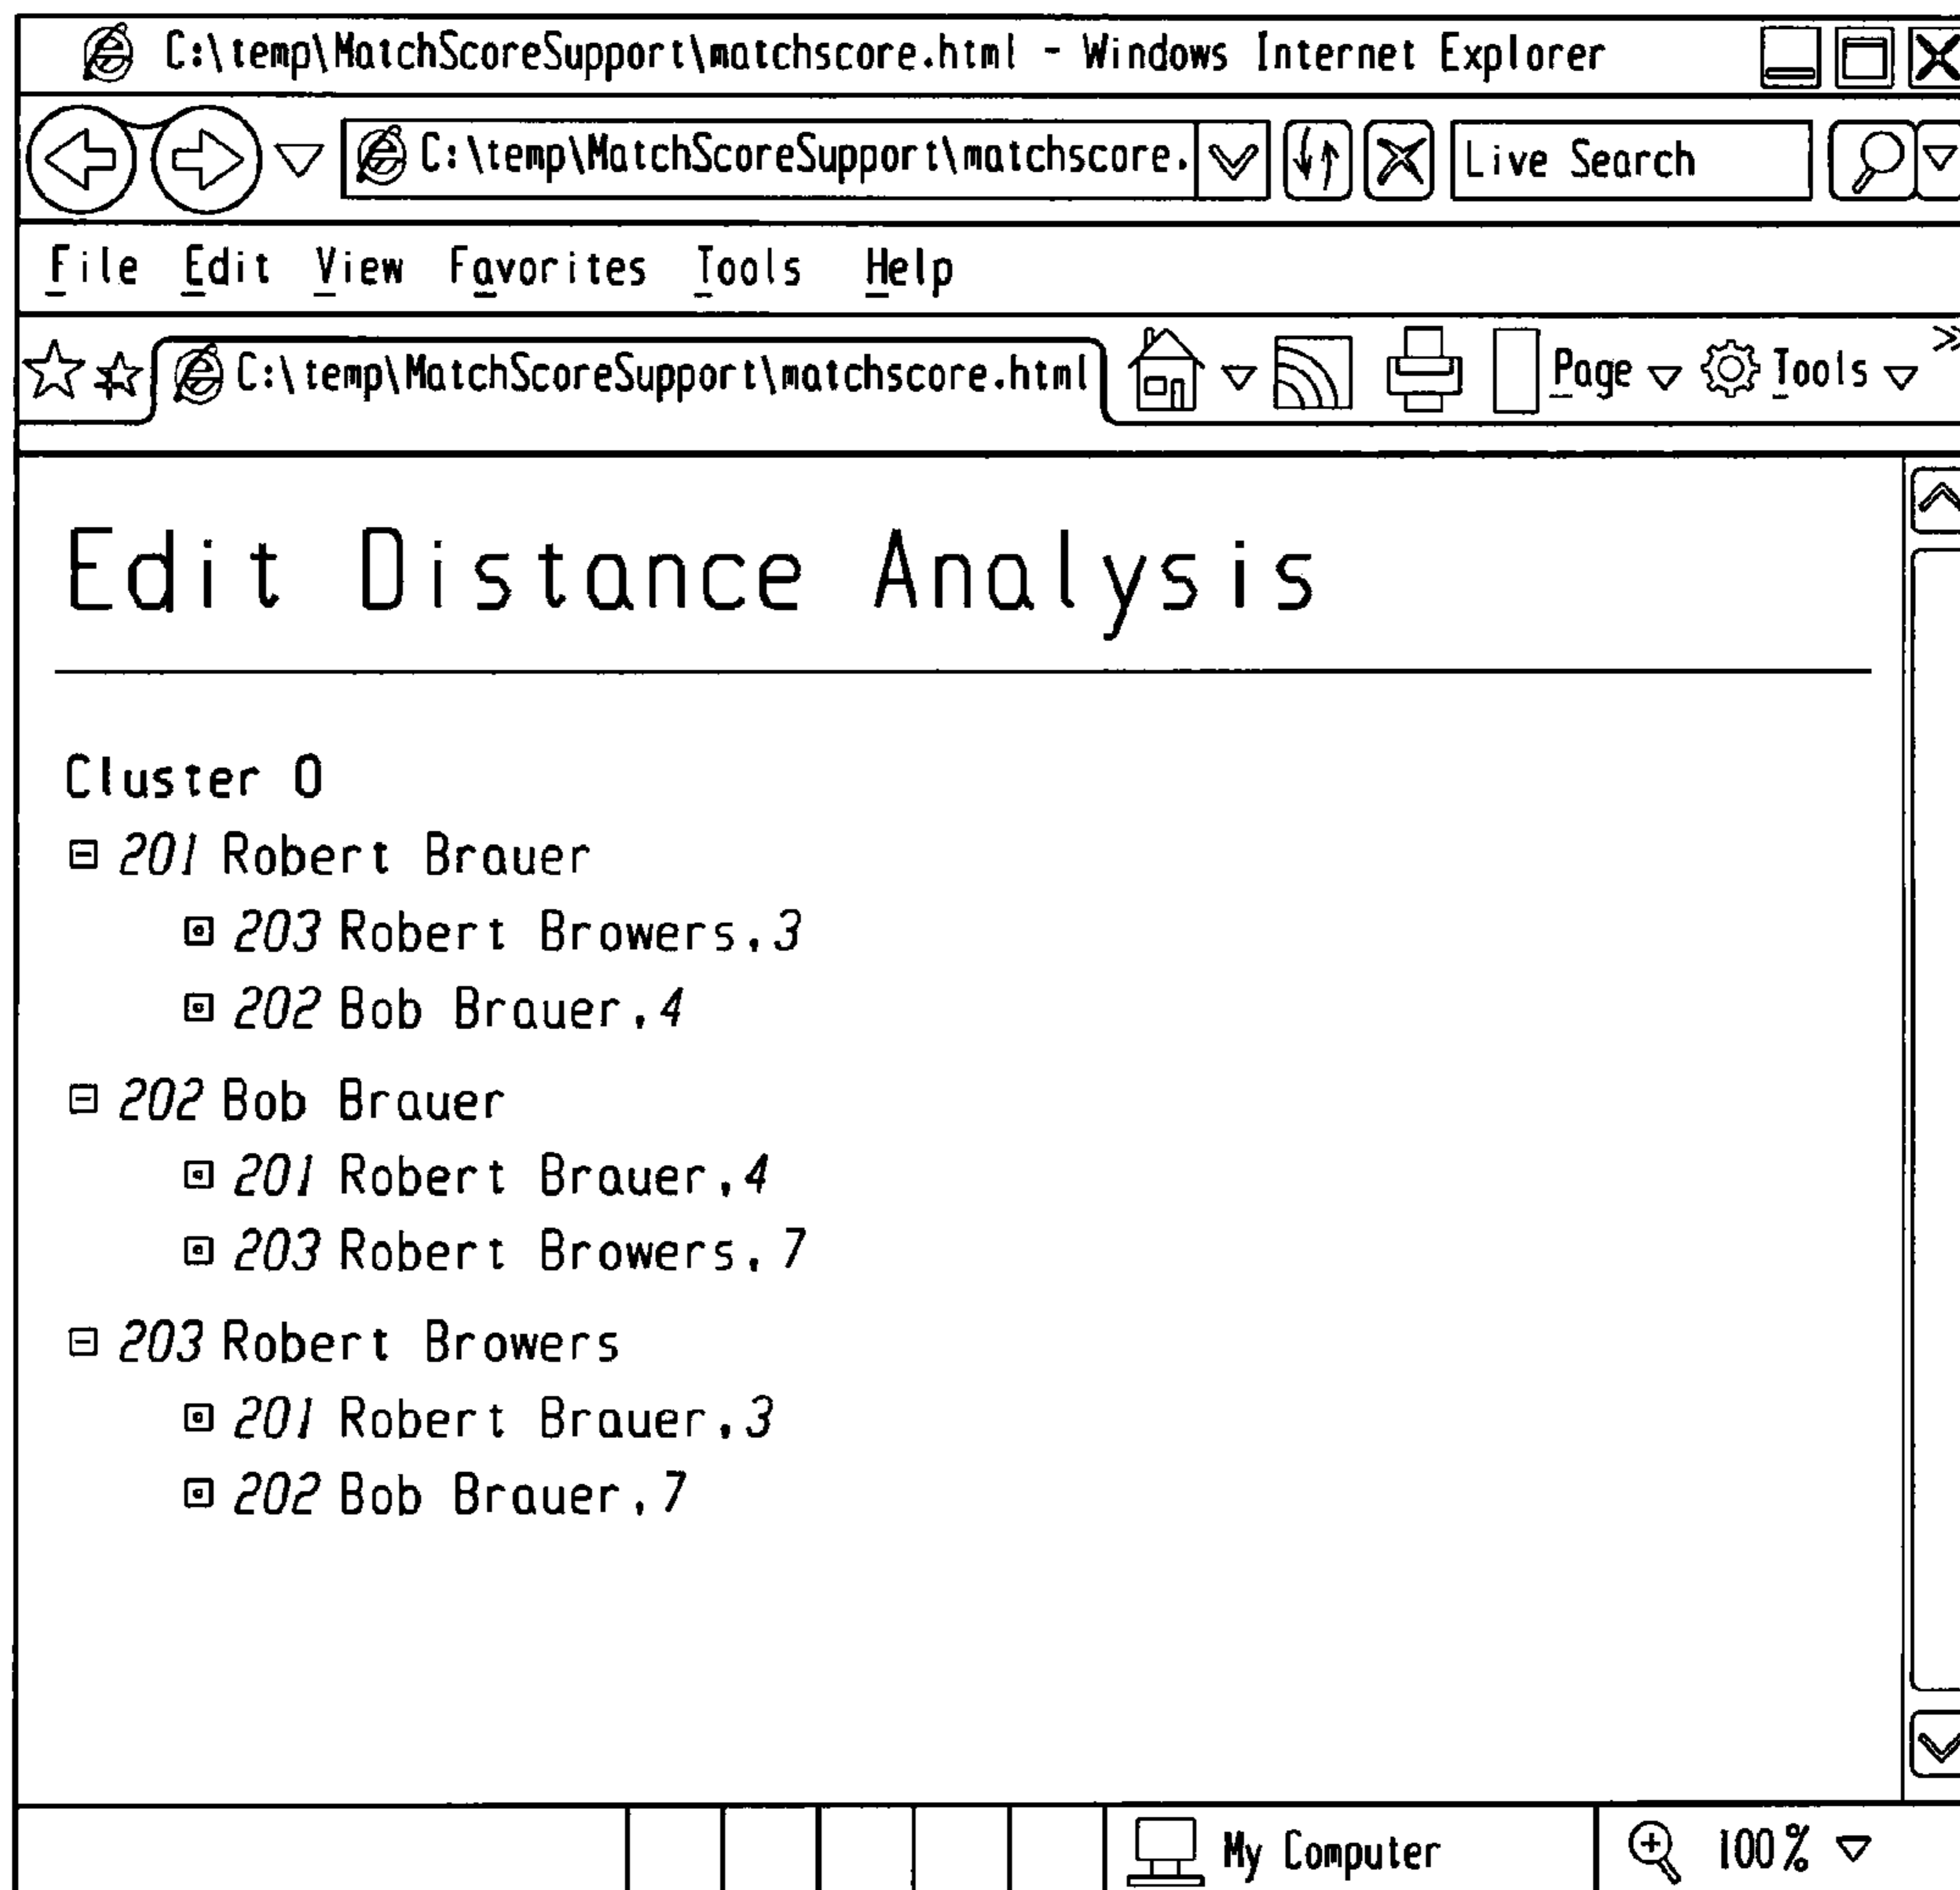 C:\temp\MatchScoreSupport\matchscore.html - Windows Internet Explorer
C:\temp\MatchScoreSupport\matchscore. Live Search
File Edit View Favorites Tools Help
C:\temp\MatchScoreSupport\matchscore.html Page Tools »
Edit Distance Analysis
Cluster 0
201 Robert Brauer
203 Robert Browers,3
202 Bob Brauer,4
202 Bob Brauer
201 Robert Brauer,4
203 Robert Browers,7
203 Robert Browers
201 Robert Brauer,3
202 Bob Brauer,7
My Computer 100%